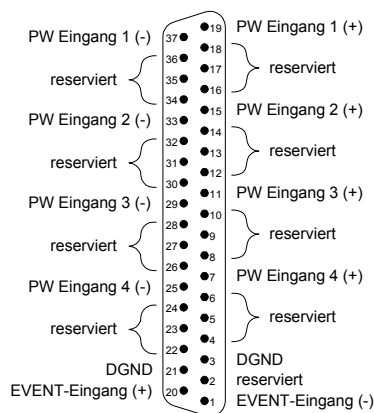 PW Eingang 1 (-) 37 19 PW Eingang 1 (+)
36 18
reserviert 35 17 reserviert
34 16
PW Eingang 2 (-) 33 15 PW Eingang 2 (+)
32 14
reserviert 31 13 reserviert
30 12
PW Eingang 3 (-) 29 11 PW Eingang 3 (+)
28 10
reserviert 27 9 reserviert
26 8
PW Eingang 4 (-) 25 7 PW Eingang 4 (+)
24 6
reserviert 23 5 reserviert
22 4
DGND 21 3 DGND
EVENT-Eingang (+) 20 2 reserviert
1 EVENT-Eingang (-)